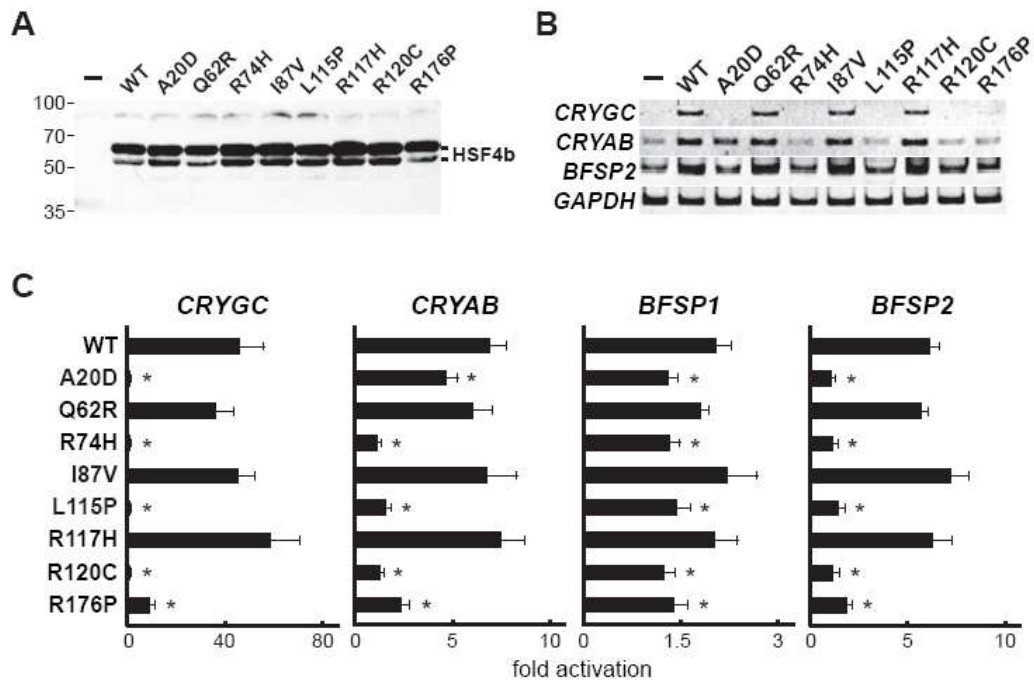 A
– WT A20D Q62R R74H I87V L115P R117H R120C R176P
100
70
50
35
HSF4b
B
– WT A20D Q62R R74H I87V L115P R117H R120C R176P
CRYGC
CRYAB
BFSP2
GAPDH
C
CRYGC CRYAB BFSP1 BFSP2
WT
A20D * * * *
Q62R
R74H * * * *
I87V
L115P * * * *
R117H
R120C * * * *
R176P * * * *
0 40 80 0 5 10 0 1.5 3 0 5 10
fold activation